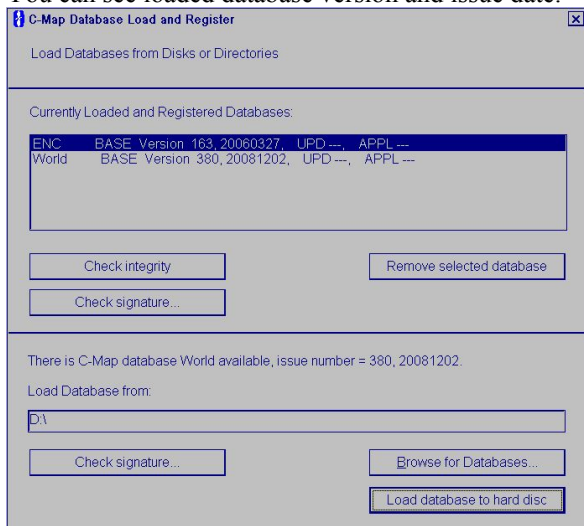 You can see loaded database version and issue date.
C-Map Database Load and Register
Load Databases from Disks or Directories
Currently Loaded and Registered Databases:
ENC BASE Version 163, 20060327, UPD ---, APPL ---
World BASE Version 380, 20081202, UPD ---, APPL ---
Check integrity Remove selected database
Check signature...
There is C-Map database World available, issue number = 380, 20081202.
Load Database from:
D:\
Check signature... Browse for Databases...
Load database to hard disc